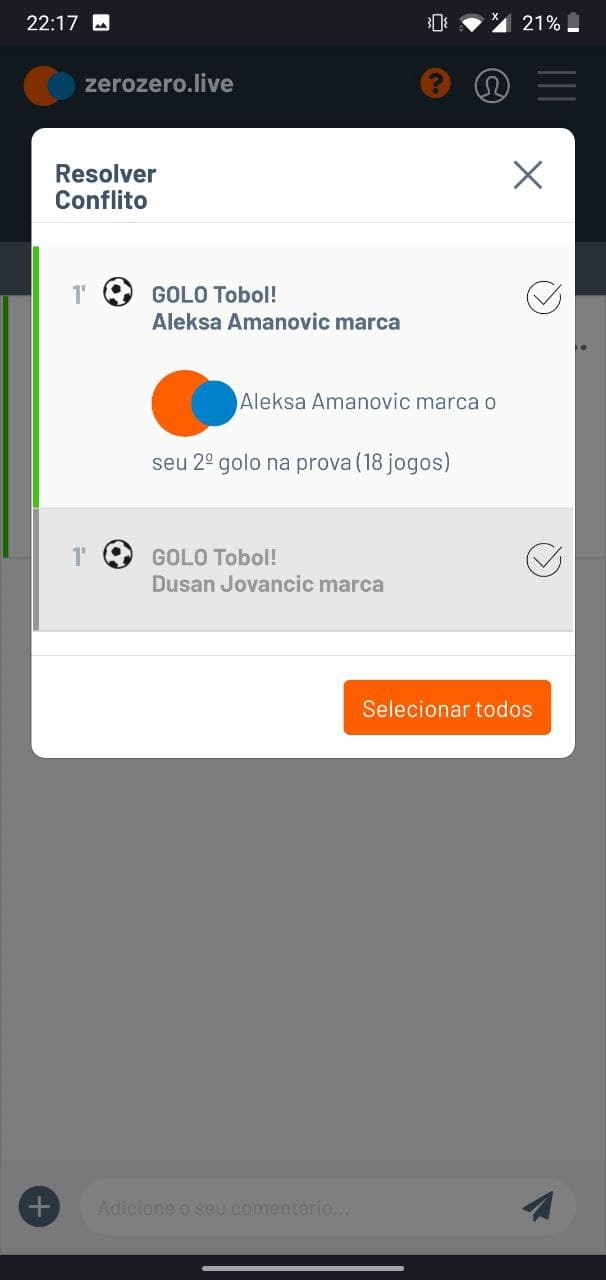 22:17
x
21%
zerozero.live
?
Resolver
Conflito
1'
GOLO Tobol!
Aleksa Amanovic marca
Aleksa Amanovic marca o
seu 2º golo na prova (18 jogos)
1'
GOLO Tobol!
Dusan Jovancic marca
Selecionar todos
Adicione o seu comentário...